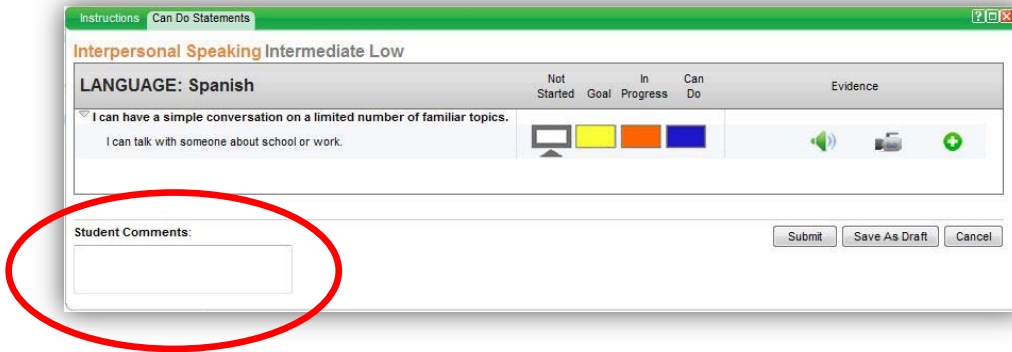 Instructions Can Do Statements
Interpersonal Speaking Intermediate Low
LANGUAGE: Spanish Not Started Goal In Progress Can Do Evidence
I can have a simple conversation on a limited number of familiar topics.
I can talk with someone about school or work.
Student Comments:
Submit Save As Draft Cancel